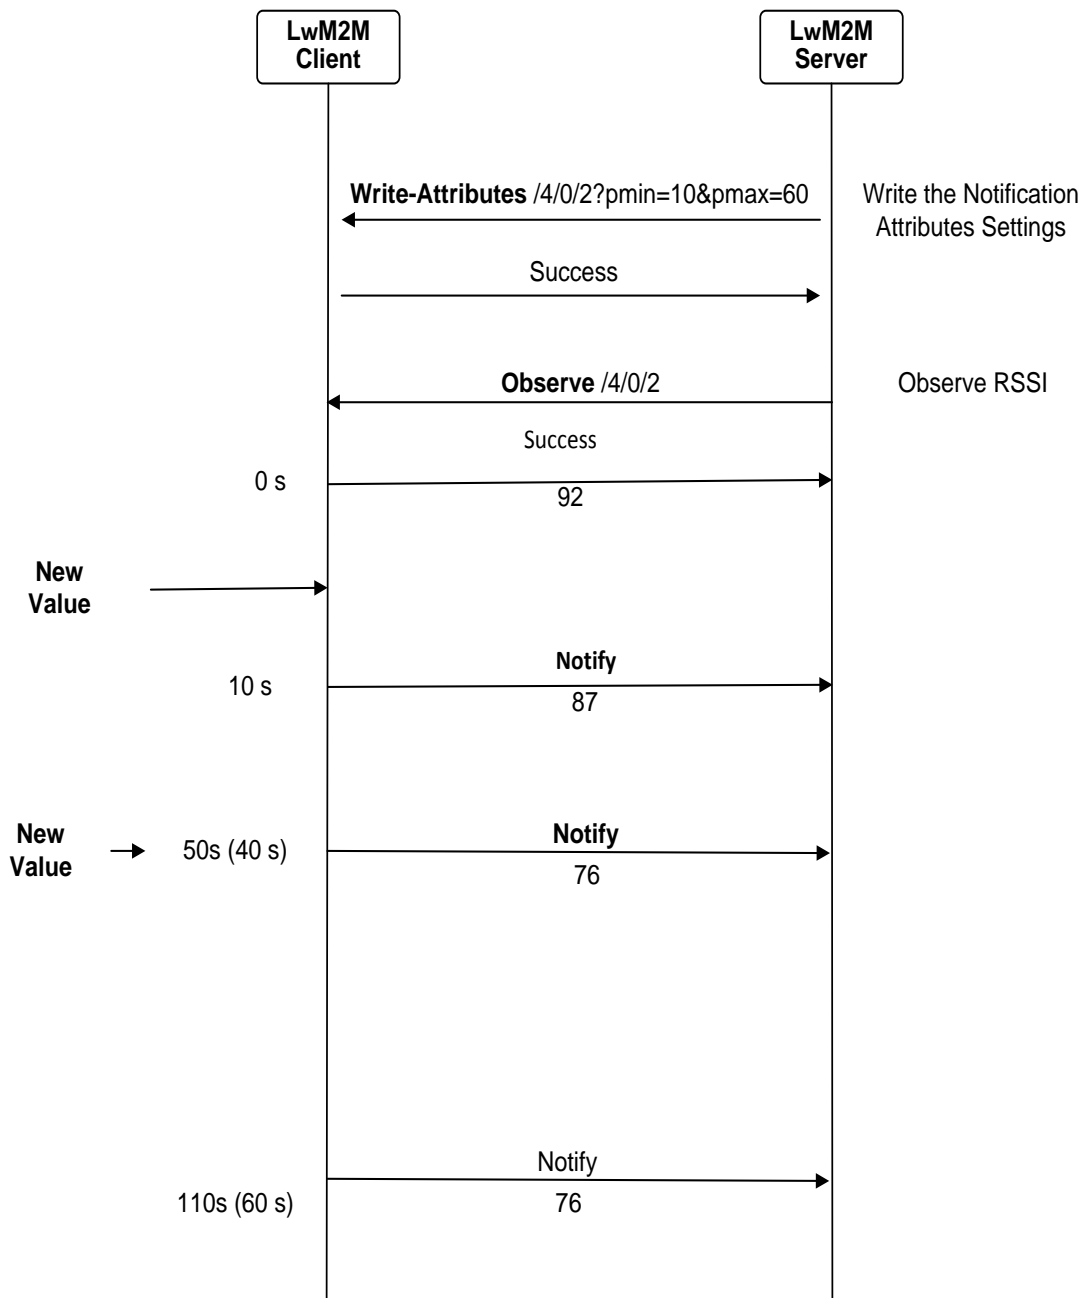 LwM2M
Client
LwM2M
Server
Write-Attributes /4/0/2?pmin=10&pmax=60
Write the Notification
Attributes Settings
Success
Observe /4/0/2
Observe RSSI
Success
0 s
92
New
Value
Notify
10 s
87
New
Value
50s (40 s)
Notify
76
Notify
110s (60 s)
76